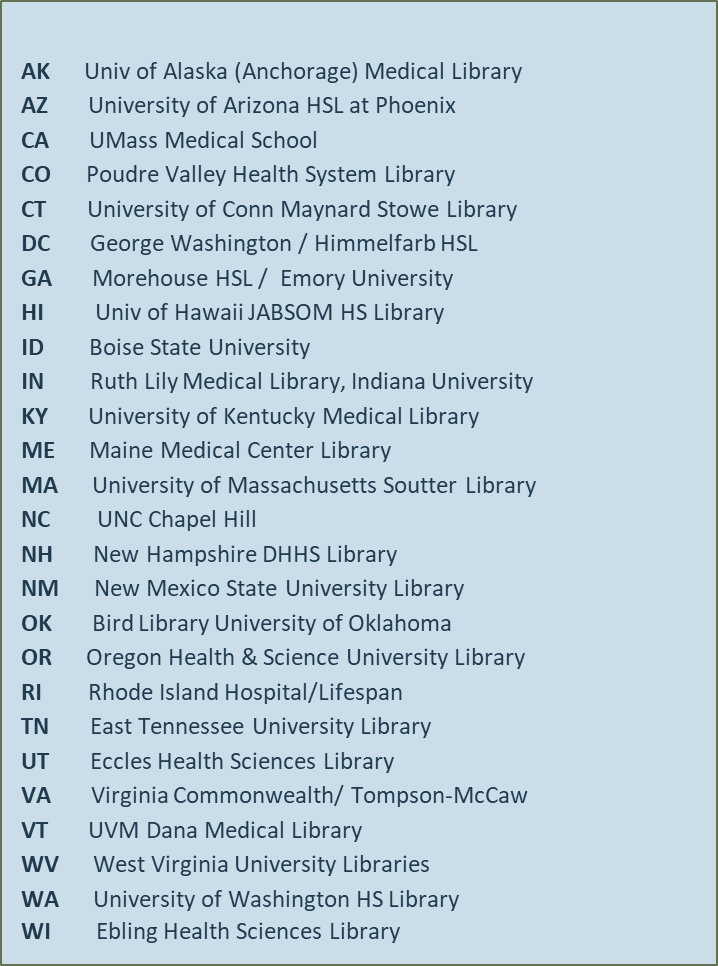 AK Univ of Alaska (Anchorage) Medical Library
AZ University of Arizona HSL at Phoenix
CA UMass Medical School
CO Poudre Valley Health System Library
CT University of Conn Maynard Stowe Library
DC George Washington / Himmelfarb HSL
GA Morehouse HSL / Emory University
HI Univ of Hawaii JABSOM HS Library
ID Boise State University
IN Ruth Lily Medical Library, Indiana University
KY University of Kentucky Medical Library
ME Maine Medical Center Library
MA University of Massachusetts Soutter Library
NC UNC Chapel Hill
NH New Hampshire DHHS Library
NM New Mexico State University Library
OK Bird Library University of Oklahoma
OR Oregon Health & Science University Library
RI Rhode Island Hospital/Lifespan
TN East Tennessee University Library
UT Eccles Health Sciences Library
VA Virginia Commonwealth/ Tompson-McCaw
VT UVM Dana Medical Library
WV West Virginia University Libraries
WA University of Washington HS Library
WI Ebling Health Sciences Library